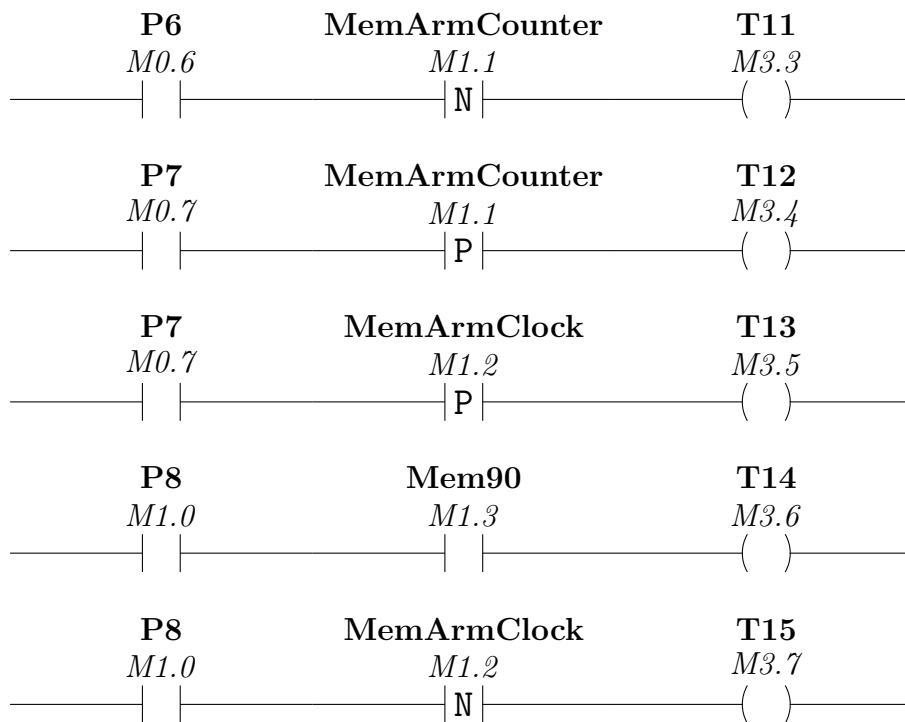 P6 MemArmCounter T11
M0.6 M1.1 M3.3
N
P7 MemArmCounter T12
M0.7 M1.1 M3.4
P
P7 MemArmClock T13
M0.7 M1.2 M3.5
P
P8 Mem90 T14
M1.0 M1.3 M3.6
P8 MemArmClock T15
M1.0 M1.2 M3.7
N